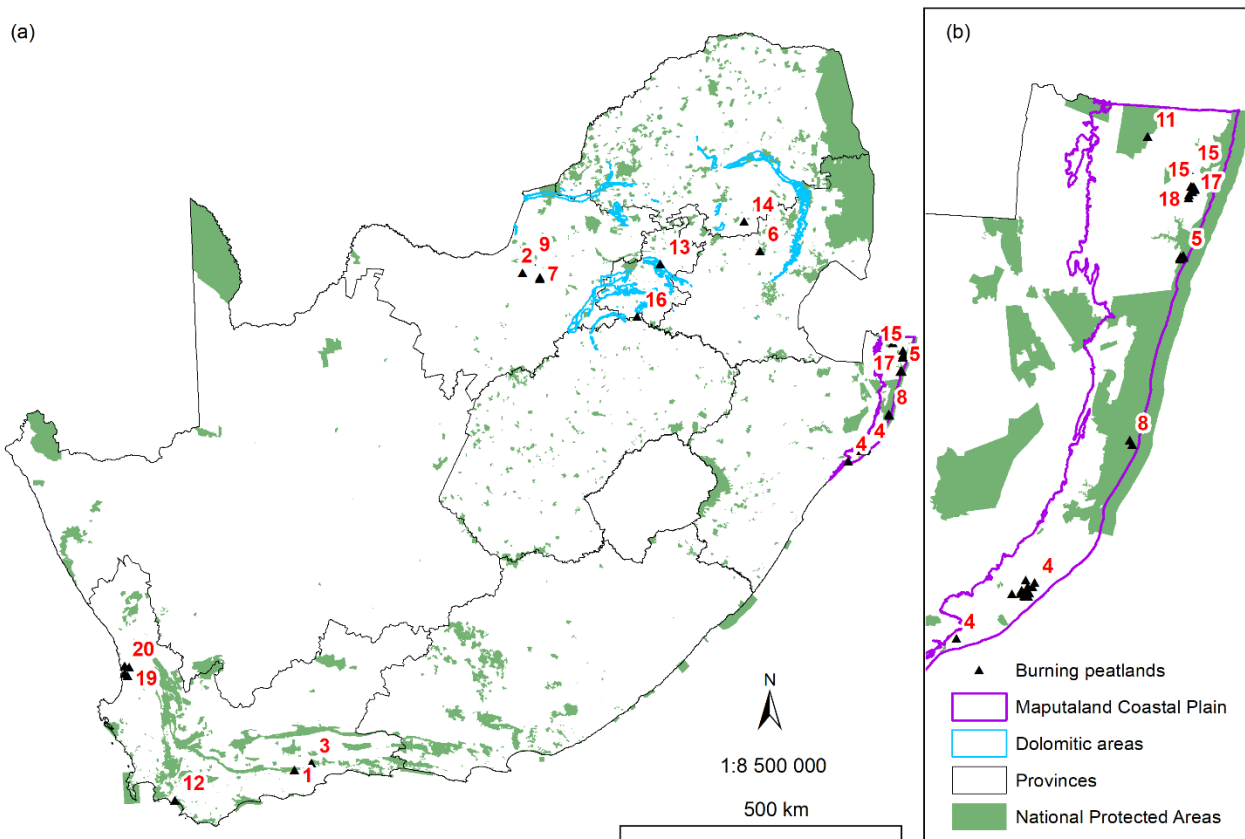 (a)
14
9
6
2
13
7
16
15
5
17
8
4
4
20
19
3
1
12
N
1:8 500 000
500 km
(b)
11
15
15
17
18
5
8
4
4
Burning peatlands
Maputaland Coastal Plain
Dolomitic areas
Provinces
National Protected Areas